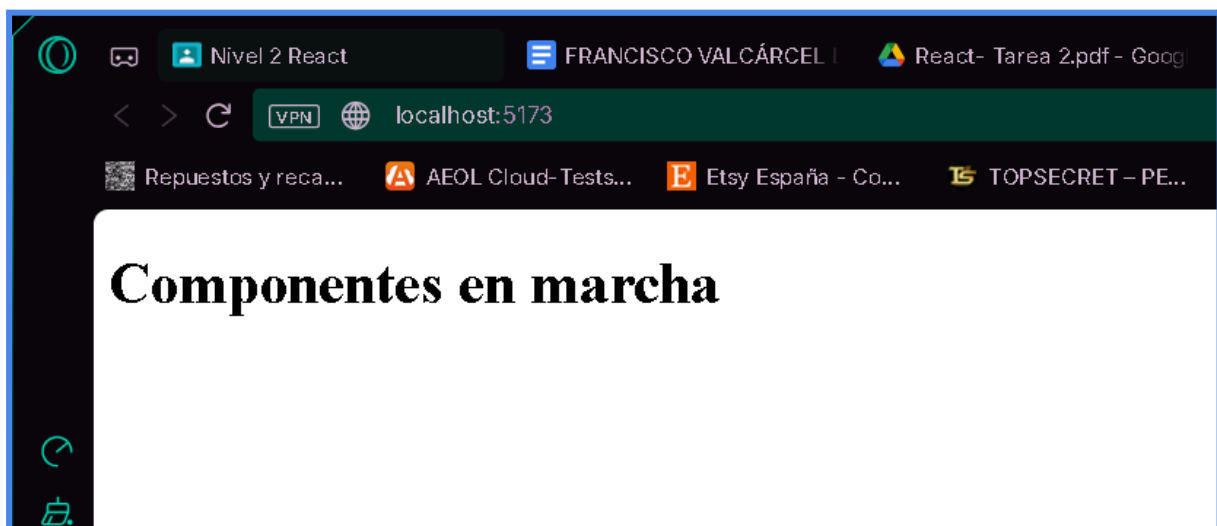 Nivel 2 React FRANCISCO VALCÁRCEL React- Tarea 2.pdf - Goog
VPN localhost:5173
Repuestos y reca... AEOL Cloud-Tests... E Etsy España - Co... TS TOPSECRET – PE...
Componentes en marcha